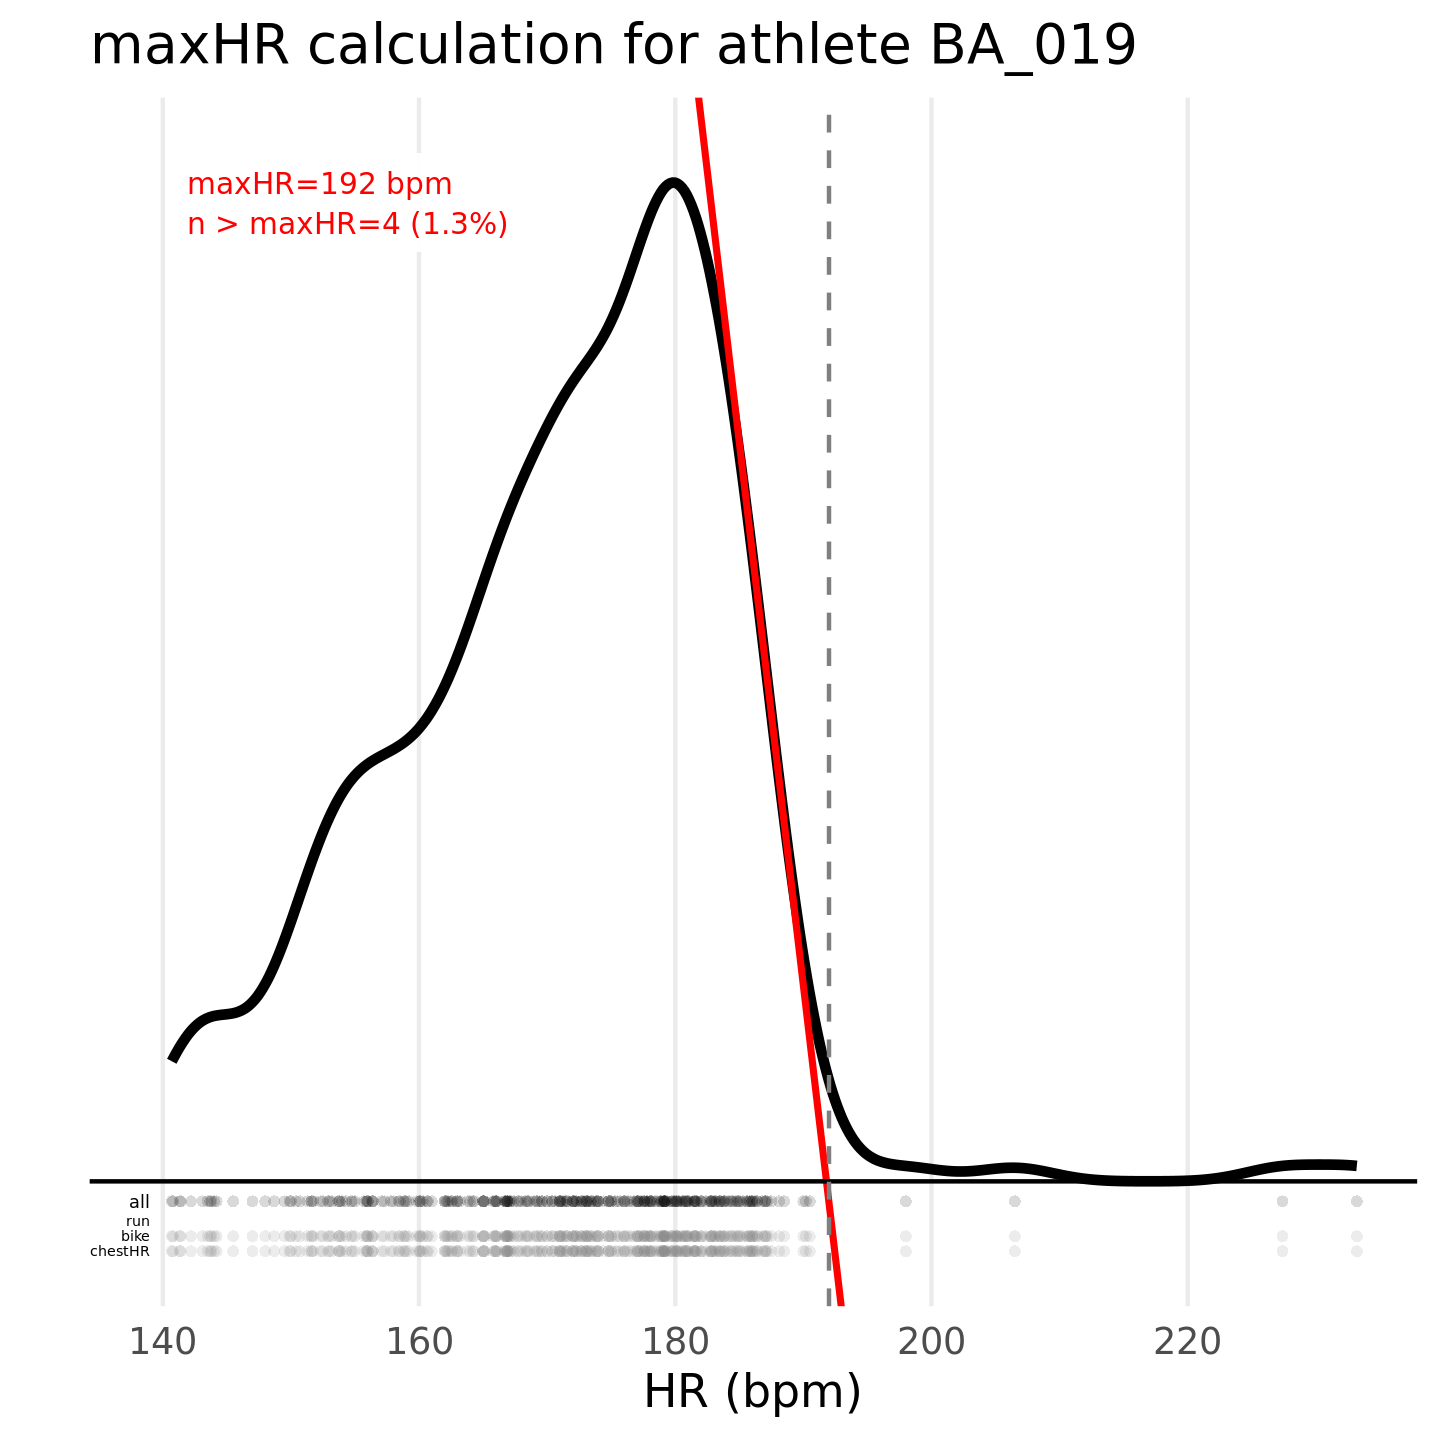 maxHR calculation for athlete BA_019
maxHR=192 bpm
n > maxHR=4 (1.3%)
all
run
bike
chestHR
140 160 180 200 220
HR (bpm)